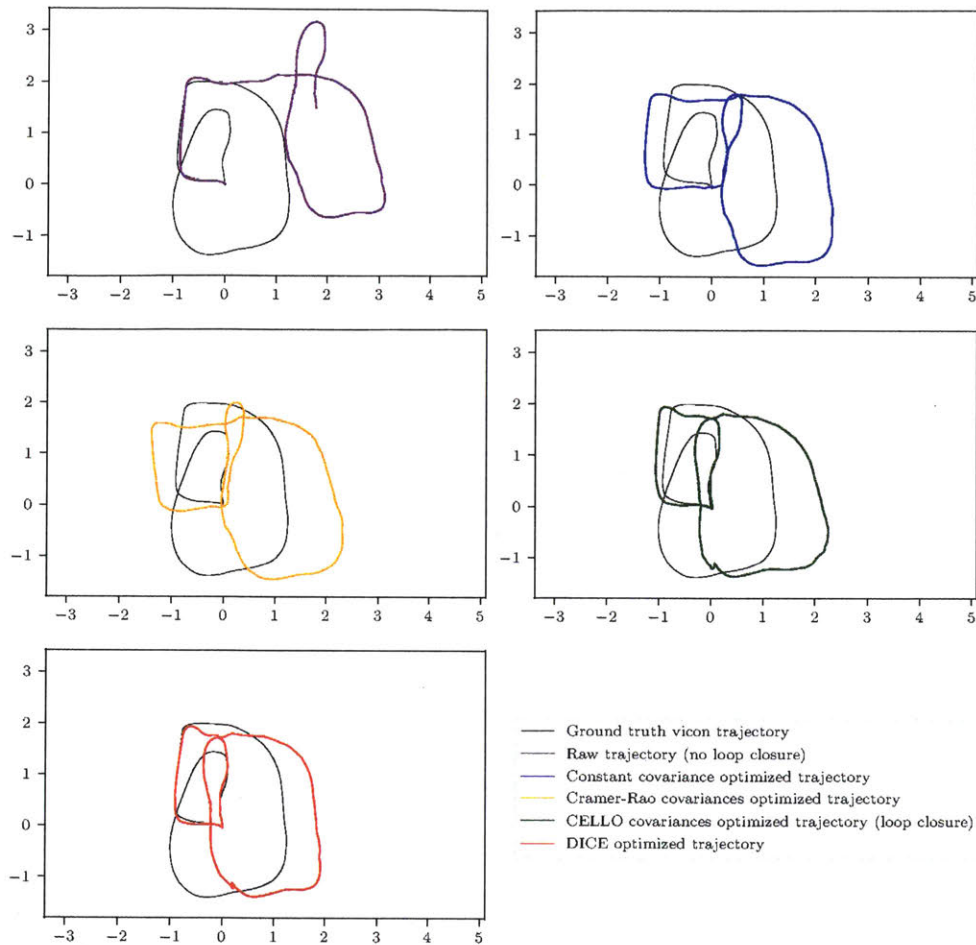 3
2
1
0
−1
−3 −2 −1 0 1 2 3 4 5
3
2
1
0
−1
−3 −2 −1 0 1 2 3 4 5
3
2
1
0
−1
−3 −2 −1 0 1 2 3 4 5
3
2
1
0
−1
−3 −2 −1 0 1 2 3 4 5
3
2
1
0
−1
−3 −2 −1 0 1 2 3 4 5
Ground truth vicon trajectory
Raw trajectory (no loop closure)
Constant covariance optimized trajectory
Cramer-Rao covariances optimized trajectory
CELLO covariances optimized trajectory (loop closure)
DICE optimized trajectory